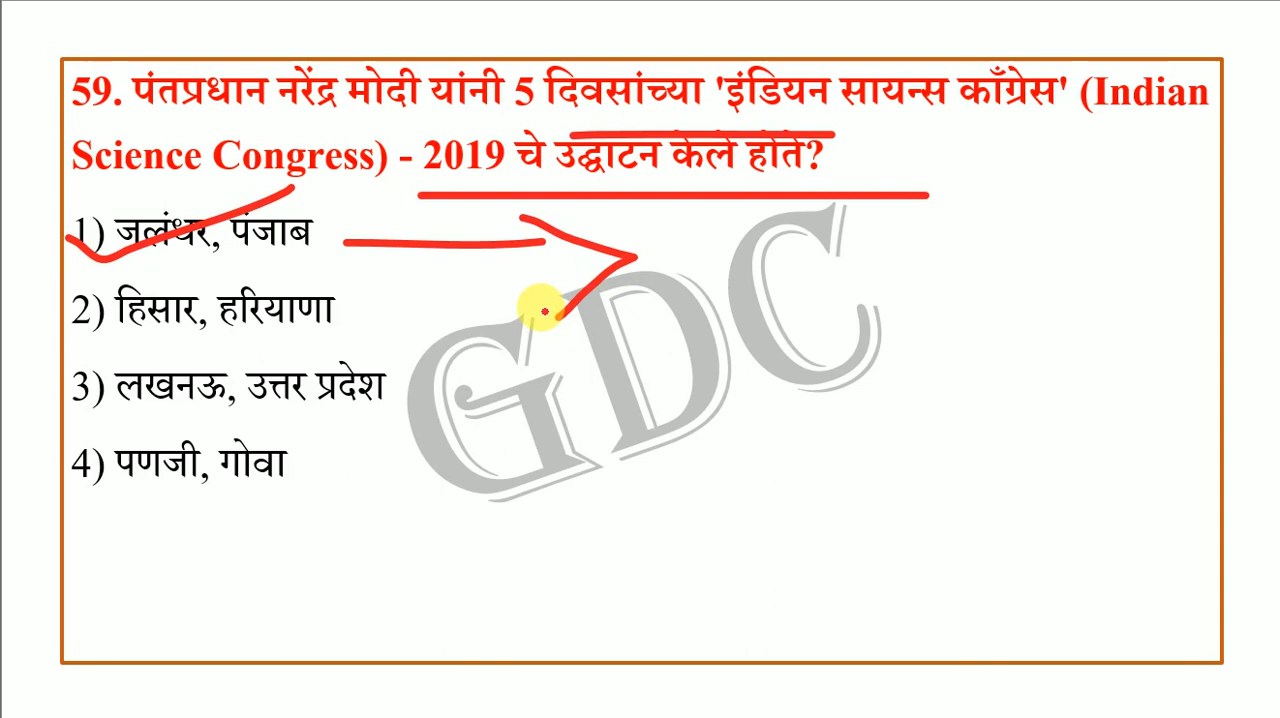 59. पंतप्रधान नरेंद्र मोदी यांनी 5 दिवसांच्या 'इंडियन सायन्स काँग्रेस' (Indian
Science Congress) - 2019 चे उद्घाटन केले होते?
1) जलंधर, पंजाब
2) हिसार, हरियाणा
3) लखनऊ, उत्तर प्रदेश
4) पणजी, गोवा
GDC